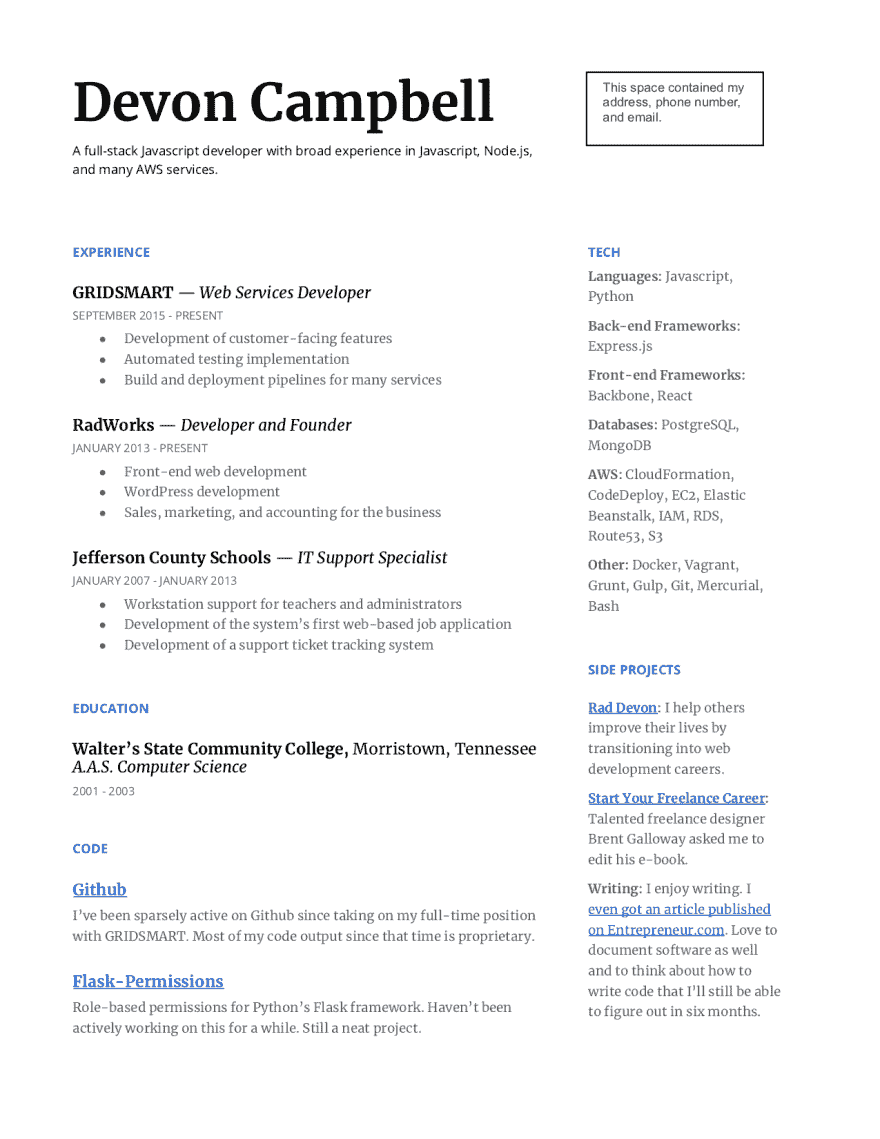 Devon Campbell
A full-stack Javascript developer with broad experience in Javascript, Node.js,
and many AWS services.
This space contained my
address, phone number,
and email.
EXPERIENCE
GRIDSMART — Web Services Developer
SEPTEMBER 2015 - PRESENT
● Development of customer-facing features
● Automated testing implementation
● Build and deployment pipelines for many services
RadWorks — Developer and Founder
JANUARY 2013 - PRESENT
● Front-end web development
● WordPress development
● Sales, marketing, and accounting for the business
Jefferson County Schools — IT Support Specialist
JANUARY 2007 - JANUARY 2013
● Workstation support for teachers and administrators
● Development of the system’s first web-based job application
● Development of a support ticket tracking system
EDUCATION
Walter’s State Community College, Morristown, Tennessee
A.A.S. Computer Science
2001 - 2003
CODE
Github
I’ve been sparsely active on Github since taking on my full-time position
with GRIDSMART. Most of my code output since that time is proprietary.
Flask-Permissions
Role-based permissions for Python’s Flask framework. Haven’t been
actively working on this for a while. Still a neat project.
TECH
Languages: Javascript,
Python
Back-end Frameworks:
Express.js
Front-end Frameworks:
Backbone, React
Databases: PostgreSQL,
MongoDB
AWS: CloudFormation,
CodeDeploy, EC2, Elastic
Beanstalk, IAM, RDS,
Route53, S3
Other: Docker, Vagrant,
Grunt, Gulp, Git, Mercurial,
Bash
SIDE PROJECTS
Rad Devon: I help others
improve their lives by
transitioning into web
development careers.
Start Your Freelance Career:
Talented freelance designer
Brent Galloway asked me to
edit his e-book.
Writing: I enjoy writing. I
even got an article published
on Entrepreneur.com. Love to
document software as well
and to think about how to
write code that I’ll still be able
to figure out in six months.